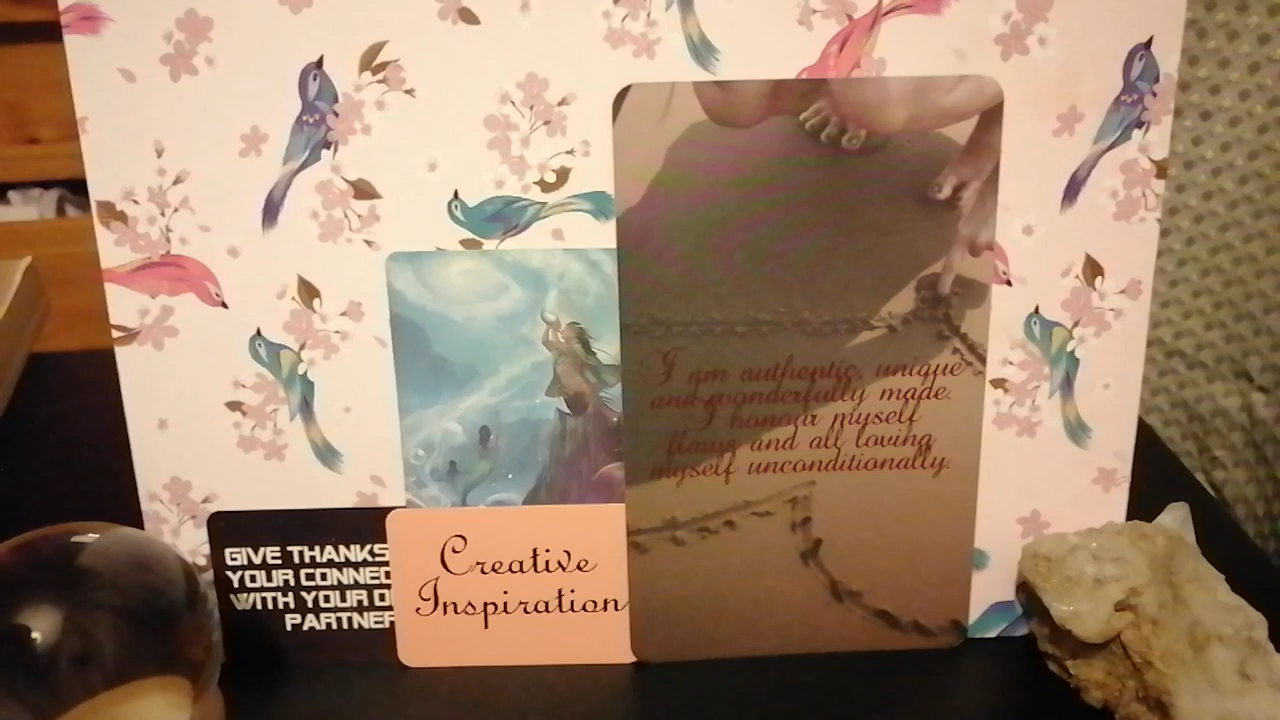 GIVE THANKS
YOUR CONNEC
WITH YOUR
PARTNER
Creative
Inspiration
I am authentic, unique
and wonderfully made.
I honour myself
flaws and all loving
myself unconditionally.